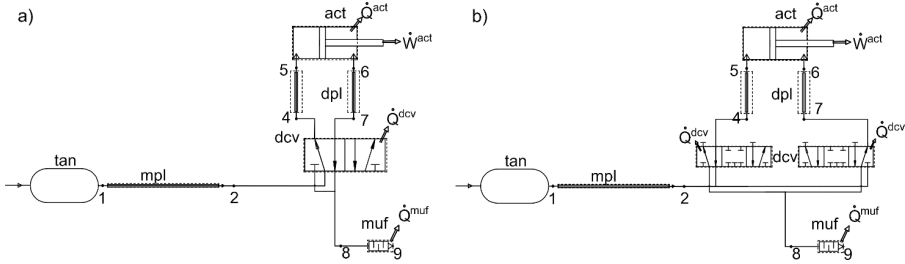 a)
act
Q̇ᵃᶜᵗ
Ẇᵃᶜᵗ
5
6
dpl
4
7
dcv
Q̇ᵈᶜᵛ
tan
mpl
1
2
muf
Q̇ᵐᵘᶠ
8
9
b)
act
Q̇ᵃᶜᵗ
Ẇᵃᶜᵗ
5
6
dpl
4
7
Q̇ᵈᶜᵛ
dcv
Q̇ᵈᶜᵛ
tan
mpl
1
2
muf
Q̇ᵐᵘᶠ
8
9